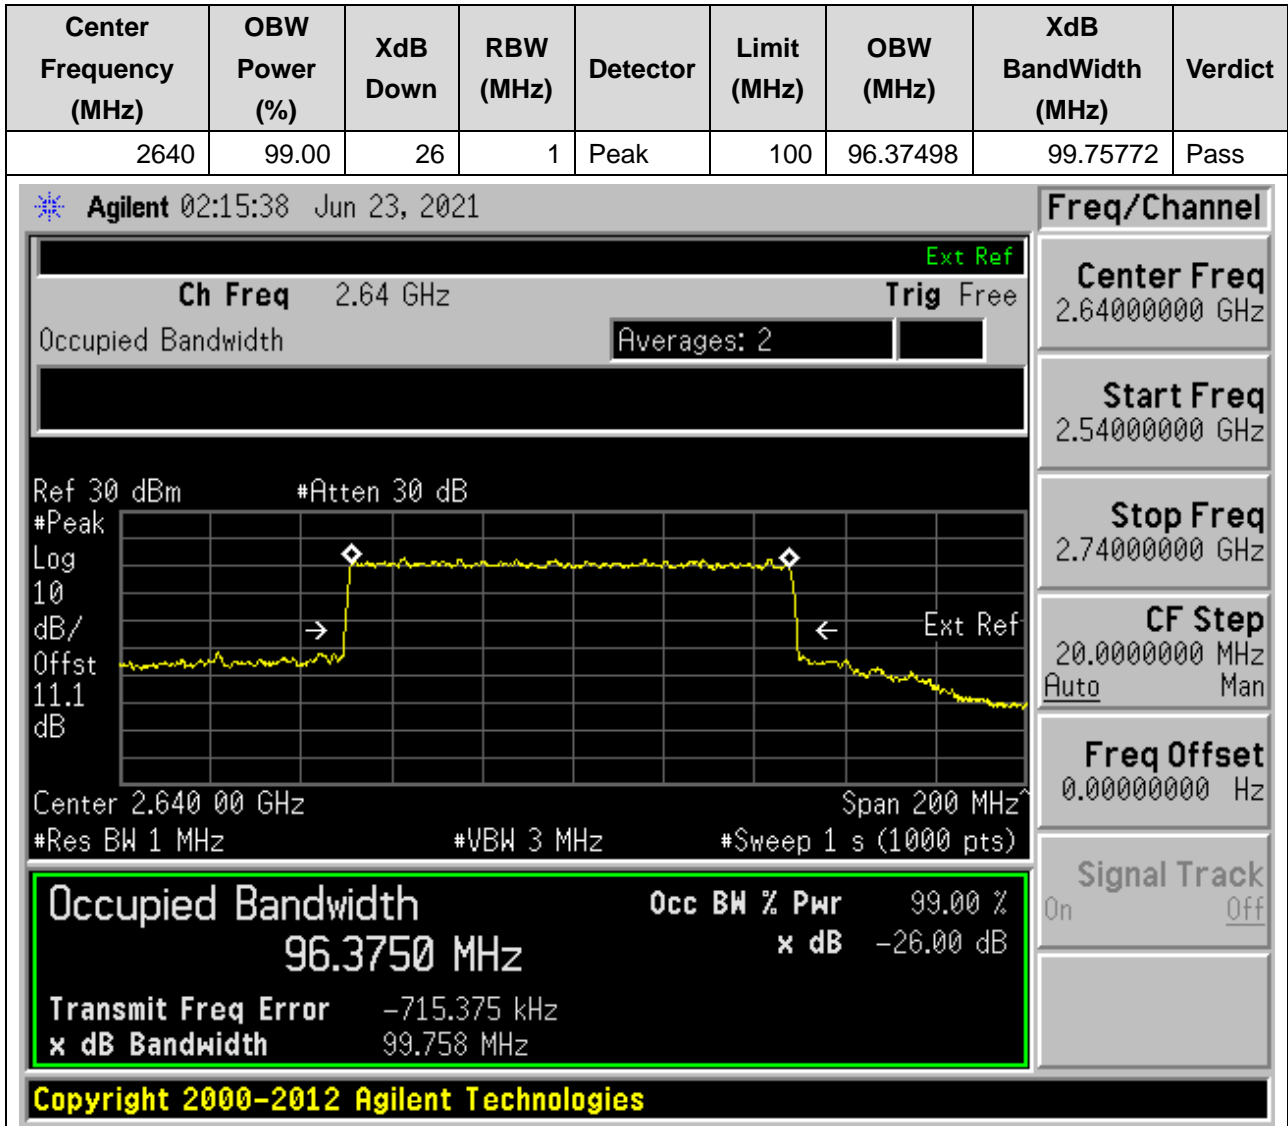 Center Frequency (MHz) OBW Power (%) XdB Down RBW (MHz) Detector Limit (MHz) OBW (MHz) XdB BandWidth (MHz) Verdict
2640 99.00 26 1 Peak 100 96.37498 99.75772 Pass
Agilent 02:15:38 Jun 23, 2021
Freq/Channel
Ext Ref
Ch Freq 2.64 GHz Trig Free
Occupied Bandwidth Averages: 2
Center Freq
2.64000000 GHz
Start Freq
2.54000000 GHz
Stop Freq
2.74000000 GHz
CF Step
20.0000000 MHz
Auto Man
Freq Offset
0.00000000 Hz
Signal Track
On Off
Ref 30 dBm #Atten 30 dB
#Peak
Log
10
dB/
Offst
11.1
dB
Ext Ref
Center 2.640 00 GHz Span 200 MHz^
#Res BW 1 MHz #VBW 3 MHz #Sweep 1 s (1000 pts)
Occupied Bandwidth
96.3750 MHz
Occ BW % Pwr 99.00 %
x dB -26.00 dB
Transmit Freq Error -715.375 kHz
x dB Bandwidth 99.758 MHz
Copyright 2000-2012 Agilent Technologies